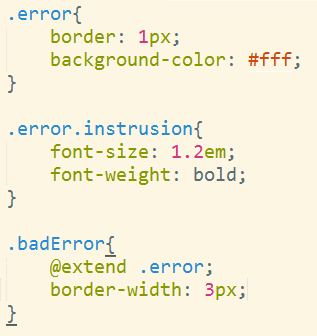 .error{
border: 1px;
background-color: #fff;
}
.error.instrusion{
font-size: 1.2em;
font-weight: bold;
}
.badError{
@extend .error;
border-width: 3px;
}